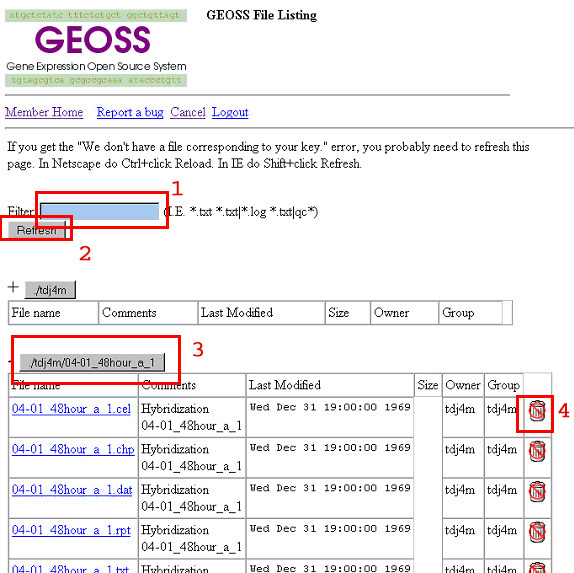 atgctctatc tttctctgct ggctgttagt
GEOSS File Listing
GEOSS
Gene Expression Open Source System
tgtagcgtca gcgccgcaaa ataccctgtt
Member Home Report a bug Cancel Logout
If you get the "We don't have a file corresponding to your key." error, you probably need to refresh this
page. In Netscape do Ctrl+click Reload. In IE do Shift+click Refresh.
1
Filter: (I.E. *.txt *.txt|*.log *.txt|qc*)
Refresh
2
+ ./tdj4m
File name Comments Last Modified Size Owner Group
3
./tdj4m/04-01_48hour_a_1
File name Comments Last Modified Size Owner Group
04-01_48hour_a_1.cel Hybridization Wed Dec 31 19:00:00 1969 tdj4m tdj4m 4
04-01_48hour_a_1
04-01_48hour_a_1.chp Hybridization Wed Dec 31 19:00:00 1969 tdj4m tdj4m
04-01_48hour_a_1
04-01_48hour_a_1.dat Hybridization Wed Dec 31 19:00:00 1969 tdj4m tdj4m
04-01_48hour_a_1
04-01_48hour_a_1.rpt Hybridization Wed Dec 31 19:00:00 1969 tdj4m tdj4m
04-01_48hour_a_1
04-01_48hour_a_1.txt Hybridization Wed Dec 31 19:00:00 1969 tdj4m tdj4m